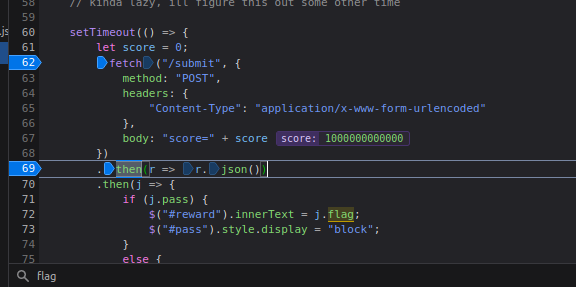 58 // kinda lazy, ill figure this out some other time
59
60 setTimeout(() => {
.js
61 let score = 0;
62 fetch("/submit", {
63 method: "POST",
64 headers: {
65 "Content-Type": "application/x-www-form-urlencoded"
66 },
67 body: "score=" + score score: 1000000000000
68 })
69 .then(r => r.json())
70 .then(j => {
71 if (j.pass) {
72 $("#reward").innerText = j.flag;
73 $("#pass").style.display = "block";
74 }
75 else {
flag